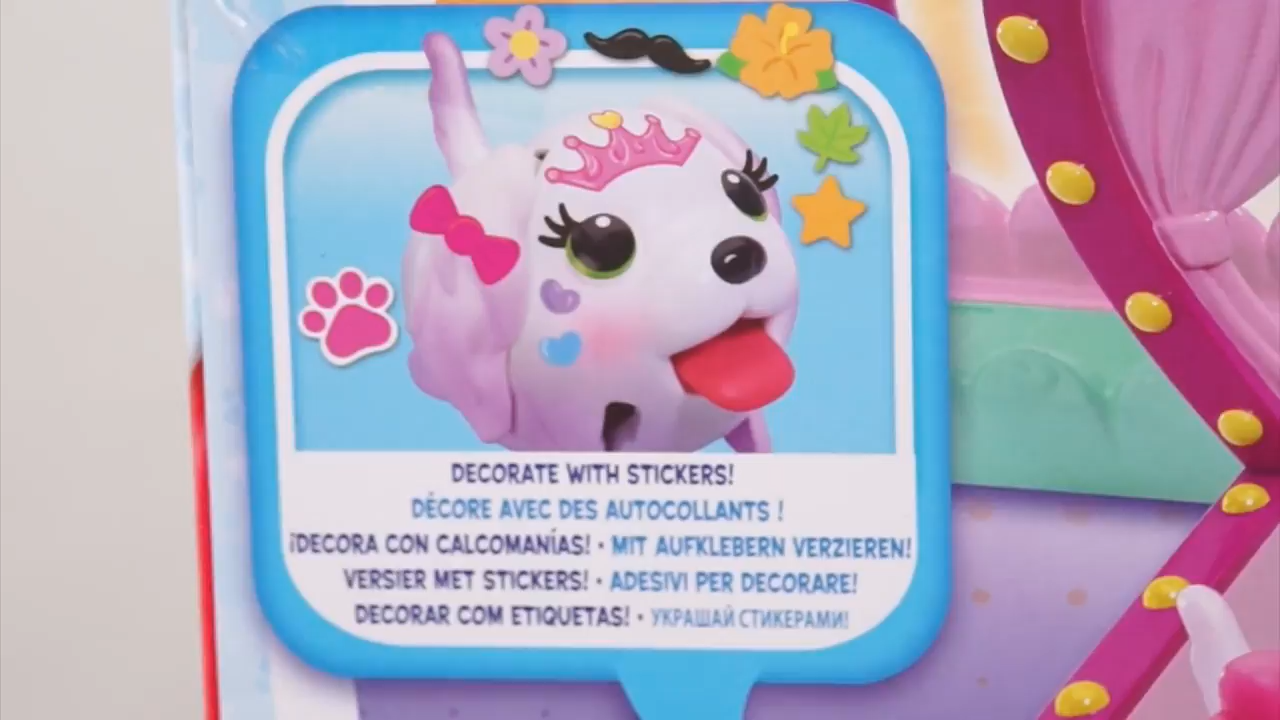 DECORATE WITH STICKERS!
DÉCORE AVEC DES AUTOCOLLANTS !
¡DECORA CON CALCOMANÍAS! • MIT AUFKLEBERN VERZIEREN!
VERSIER MET STICKERS! • ADESIVI PER DECORARE!
DECORAR COM ETIQUETAS! • УКРАШАЙ СТИКЕРАМИ!